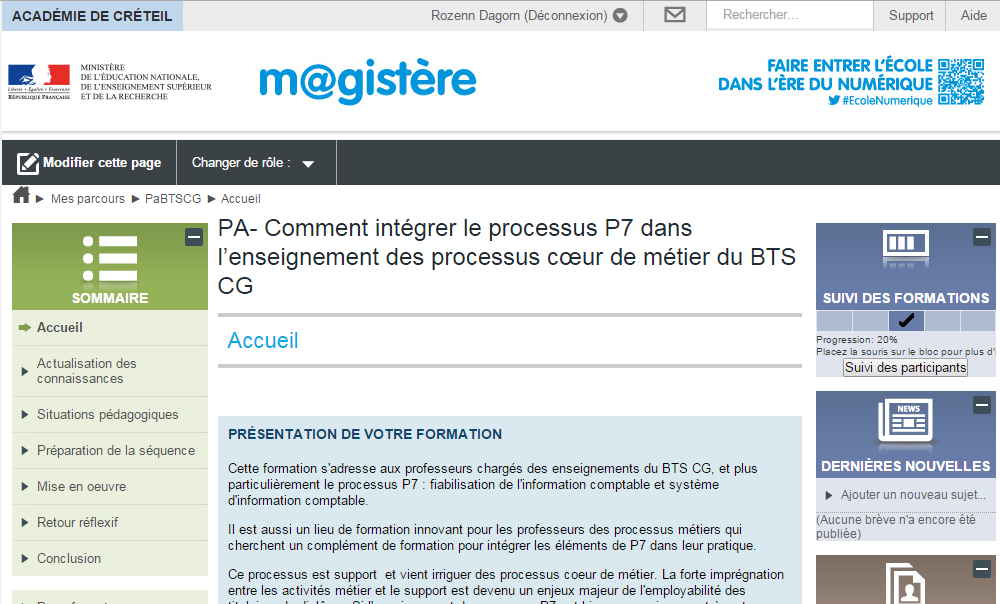 ACADÉMIE DE CRÉTEIL
Rozenn Dagorn (Déconnexion)
Rechercher...
Support
Aide
Liberté • Égalité • Fraternité
RÉPUBLIQUE FRANÇAISE
MINISTÈRE
DE L'ÉDUCATION NATIONALE,
DE L'ENSEIGNEMENT SUPÉRIEUR
ET DE LA RECHERCHE
m@gistère
FAIRE ENTRER L'ÉCOLE
DANS L'ÈRE DU NUMÉRIQUE
#EcoleNumerique
Modifier cette page
Changer de rôle :
Mes parcours ► PaBTSCG ► Accueil
SOMMAIRE
Accueil
Actualisation des
connaissances
Situations pédagogiques
Préparation de la séquence
Mise en oeuvre
Retour réflexif
Conclusion
PA- Comment intégrer le processus P7 dans
l’enseignement des processus cœur de métier du BTS
CG
Accueil
PRÉSENTATION DE VOTRE FORMATION
Cette formation s'adresse aux professeurs chargés des enseignements du BTS CG, et plus
particulièrement le processus P7 : fiabilisation de l'information comptable et système
d'information comptable.
Il est aussi un lieu de formation innovant pour les professeurs des processus métiers qui
cherchent un complément de formation pour intégrer les éléments de P7 dans leur pratique.
Ce processus est support et vient irriguer des processus coeur de métier. La forte imprégnation
entre les activités métier et le support est devenu un enjeux majeur de l'employabilité des
SUIVI DES FORMATIONS
Progression: 20%
Placez la souris sur le bloc pour plus d'
Suivi des participants
NEWS
DERNIÈRES NOUVELLES
Ajouter un nouveau sujet...
(Aucune brève n'a encore été
publiée)